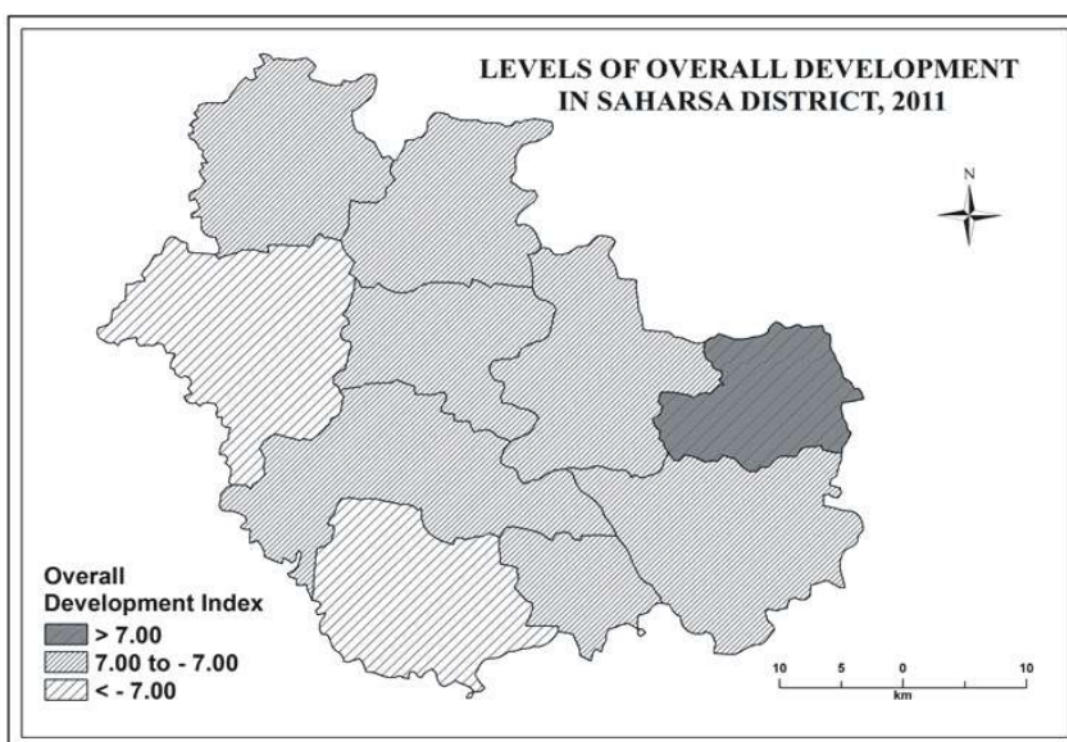 LEVELS OF OVERALL DEVELOPMENT
IN SAHARSA DISTRICT, 2011
N
Overall
Development Index
> 7.00
7.00 to - 7.00
< - 7.00
10 5 0 10
km